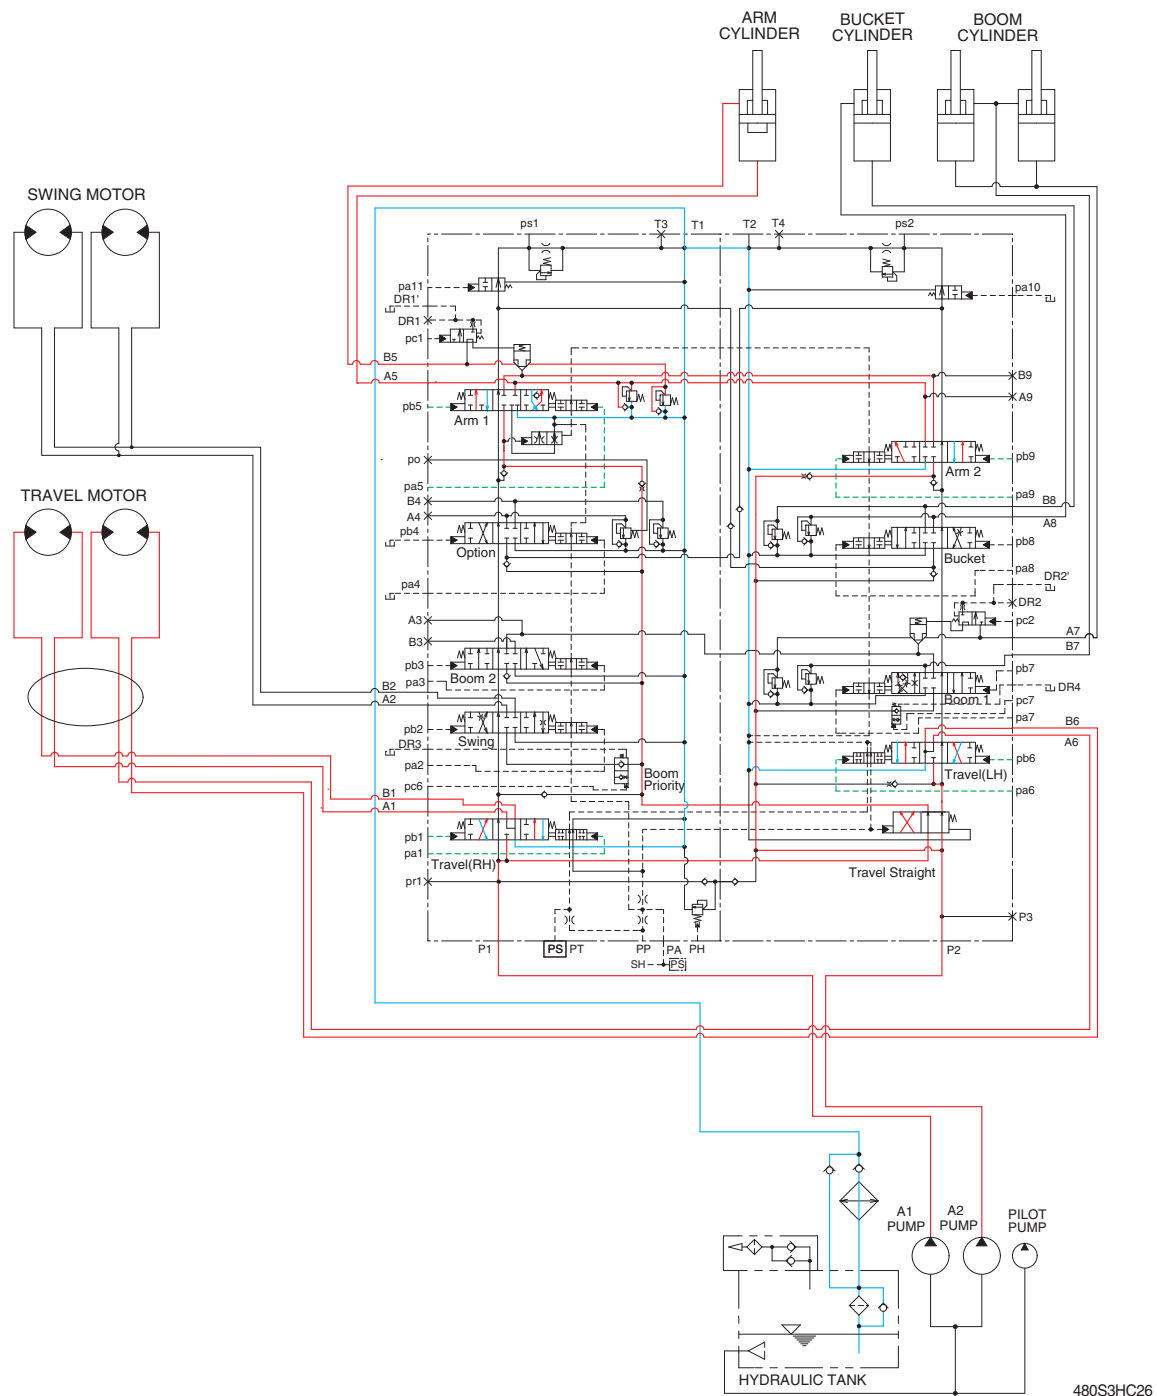 ARM
CYLINDER
BUCKET
CYLINDER
BOOM
CYLINDER
SWING MOTOR
TRAVEL MOTOR
ps1
T3
T1
T2
T4
ps2
pa11
DR1'
DR1
pc1
B5
A5
pb5
Arm 1
po
pa5
B4
A4
pb4
Option
pa4
A3
B3
pb3
pa3
Boom 2
B2
A2
pb2
Swing
DR3
pa2
pc6
Boom
Priority
B1
A1
pb1
pa1
Travel(RH)
pr1
pa10
B9
A9
pb9
Arm 2
pa9
B8
A8
pb8
Bucket
pa8
DR2'
DR2
pc2
A7
B7
pb7
DR4
Boom 1
pc7
pa7
B6
A6
pb6
Travel(LH)
pa6
Travel Straight
P3
P1
PS
PT
PP
PA
PH
P2
SH
PS
A1
PUMP
A2
PUMP
PILOT
PUMP
HYDRAULIC TANK
480S3HC26